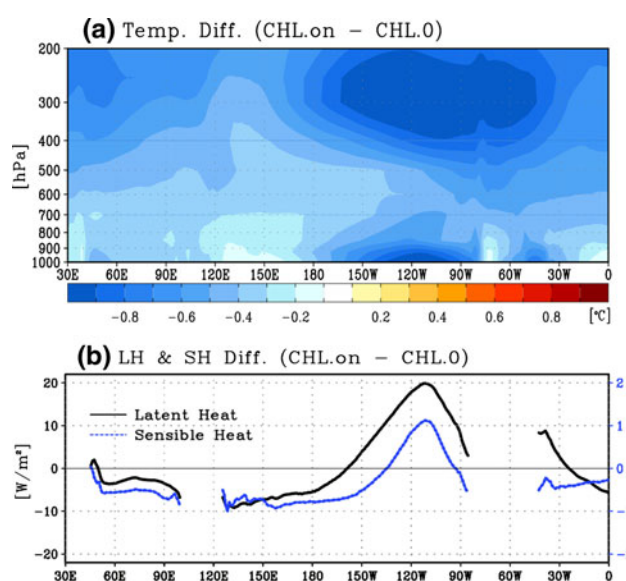 (a) Temp. Diff. (CHL.on − CHL.0)
200
300
400
500
600
700
800
900
1000
[hPa]
30E 60E 90E 120E 150E 180 150W 120W 90W 60W 30W 0
−0.8 −0.6 −0.4 −0.2 0.2 0.4 0.6 0.8 [°C]
(b) LH & SH Diff. (CHL.on − CHL.0)
20 2
10 1
0 0
−10 −
−20 −
[W/m²]
Latent Heat
Sensible Heat
30E 60E 90E 120E 150E 180 150W 120W 90W 60W 30W 0